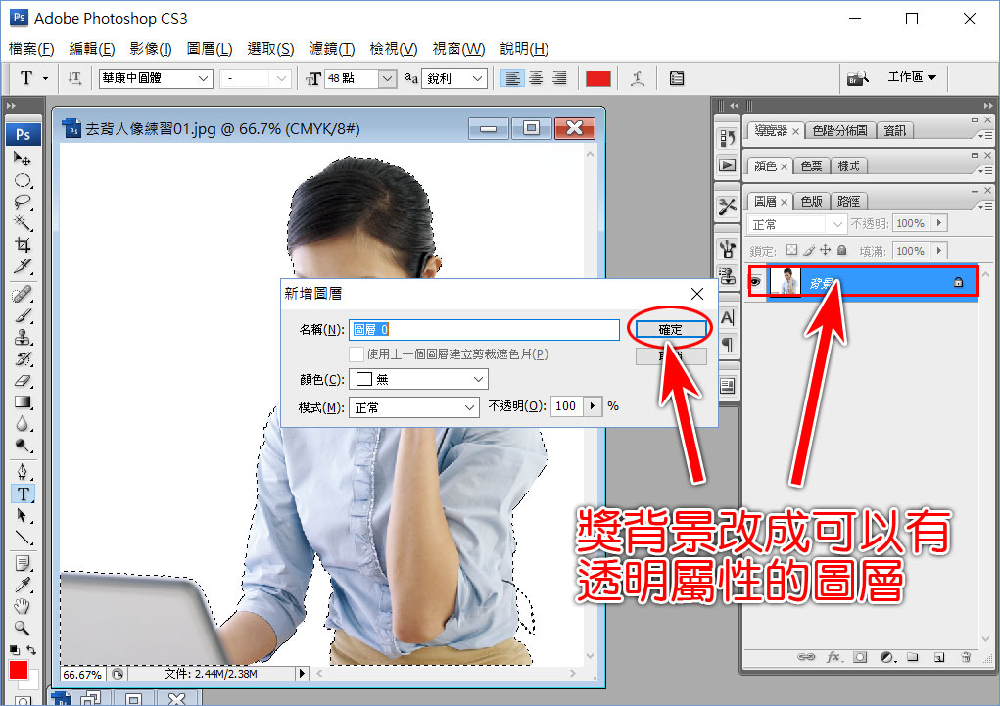 Ps Adobe Photoshop CS3
檔案(F) 編輯(E) 影像(I) 圖層(L) 選取(S) 濾鏡(T) 檢視(V) 視窗(W) 說明(H)
T 華康中圓體 - 48 點 aa 銳利 工作區
Ps
去背人像練習01.jpg @ 66.7% (CMYK/8#)
導覽器 × 色階分佈圖 資訊
顏色 × 色票 樣式
圖層 × 色版 路徑
正常 不透明: 100%
鎖定: 填滿: 100%
背景
新增圖層
名稱(N): 圖層 0
確定
使用上一個圖層建立剪裁遮色片(P)
顏色(C): 無
模式(M): 正常 不透明(O): 100 %
獎背景改成可以有
透明屬性的圖層
66.67% 文件: 2.44M/2.38M